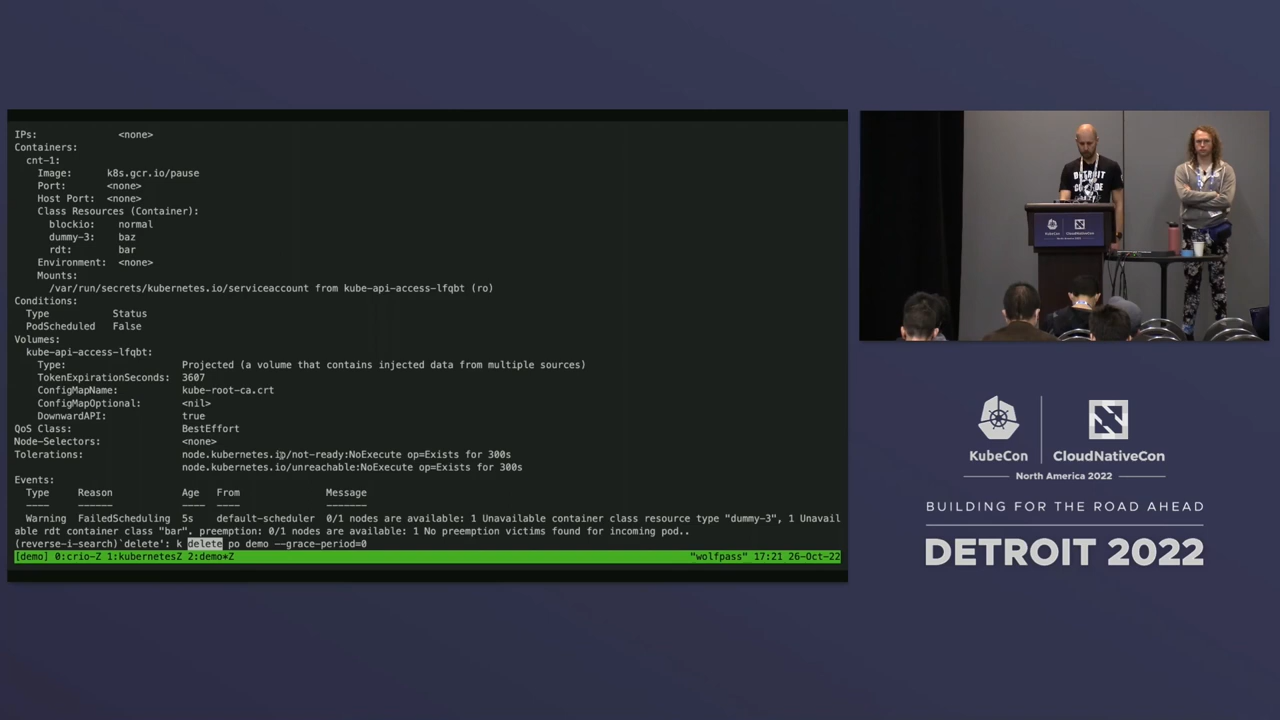 IPs: <none>
Containers:
cnt-1:
Image: k8s.gcr.io/pause
Port: <none>
Host Port: <none>
Class Resources (Container):
blockio: normal
dummy-3: baz
rdt: bar
Environment: <none>
Mounts:
/var/run/secrets/kubernetes.io/serviceaccount from kube-api-access-lfqbt (ro)
Conditions:
Type Status
PodScheduled False
Volumes:
kube-api-access-lfqbt:
Type: Projected (a volume that contains injected data from multiple sources)
TokenExpirationSeconds: 3607
ConfigMapName: kube-root-ca.crt
ConfigMapOptional: <nil>
DownwardAPI: true
QoS Class: BestEffort
Node-Selectors: <none>
Tolerations: node.kubernetes.io/not-ready:NoExecute op=Exists for 300s
node.kubernetes.io/unreachable:NoExecute op=Exists for 300s
Events:
Type Reason Age From Message
---- ------ ---- ---- -------
Warning FailedScheduling 5s default-scheduler 0/1 nodes are available: 1 Unavailable container class resource type "dummy-3", 1 Unavail
able rdt container class "bar". preemption: 0/1 nodes are available: 1 No preemption victims found for incoming pod..
(reverse-i-search)`delete': k delete po demo --grace-period=0
[demo] 0:crio-Z 1:kubernetesZ 2:demo*Z "wolfpass" 17:21 26-Oct-22
DETROIT
KubeCon CloudNativeCon
North America 2022
BUILDING FOR THE ROAD AHEAD
DETROIT 2022